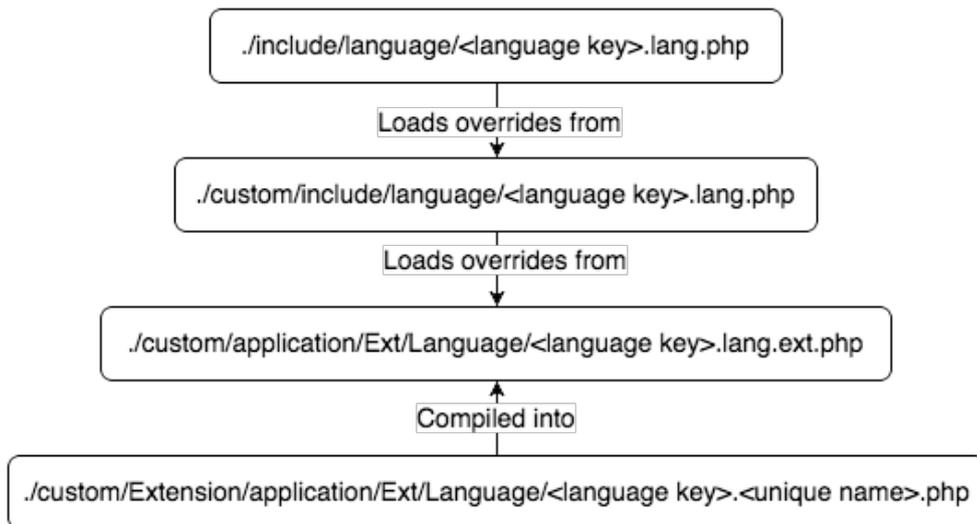 ./include/language/<language key>.lang.php
Loads overrides from
./custom/include/language/<language key>.lang.php
Loads overrides from
./custom/application/Ext/Language/<language key>.lang.ext.php
Compiled into
./custom/Extension/application/Ext/Language/<language key>.<unique name>.php